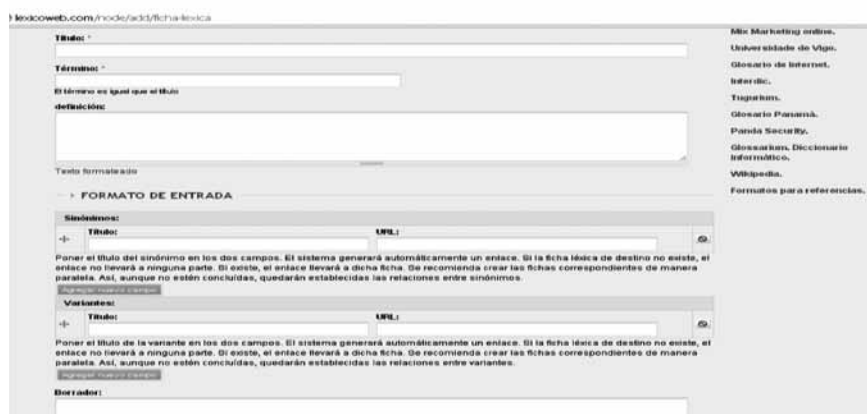 lexicoweb.com/node/add/ficha-lexica
Título: *
Término: *
El término es igual que el título
definición:
Texto formateado
FORMATO DE ENTRADA
Sinónimos:
Título: URL:
Poner el título del sinónimo en los dos campos. El sistema generará automáticamente un enlace. Si la ficha léxica de destino no existe, el
enlace no llevará a ninguna parte. Si existe, el enlace llevará a dicha ficha. Se recomienda crear las fichas correspondientes de manera
paralela. Así, aunque no estén concluídas, quedarán establecidas las relaciones entre sinónimos.
Agregar nuevo campo
Variantes:
Título: URL:
Poner el título de la variante en los dos campos. El sistema generará automáticamente un enlace. Si la ficha léxica de destino no existe, el
enlace no llevará a ninguna parte. Si existe, el enlace llevará a dicha ficha. Se recomienda crear las fichas correspondientes de manera
paralela. Así, aunque no estén concluídas, quedarán establecidas las relaciones entre variantes.
Agregar nuevo campo
Borrador:
Mix Marketing online.
Universidade de Vigo.
Glosario de Internet.
Interdic.
Tugurium.
Glosario Panamá.
Panda Security.
Glossarium. Diccionario
Informático.
Wikipedia.
Formatos para referencias.